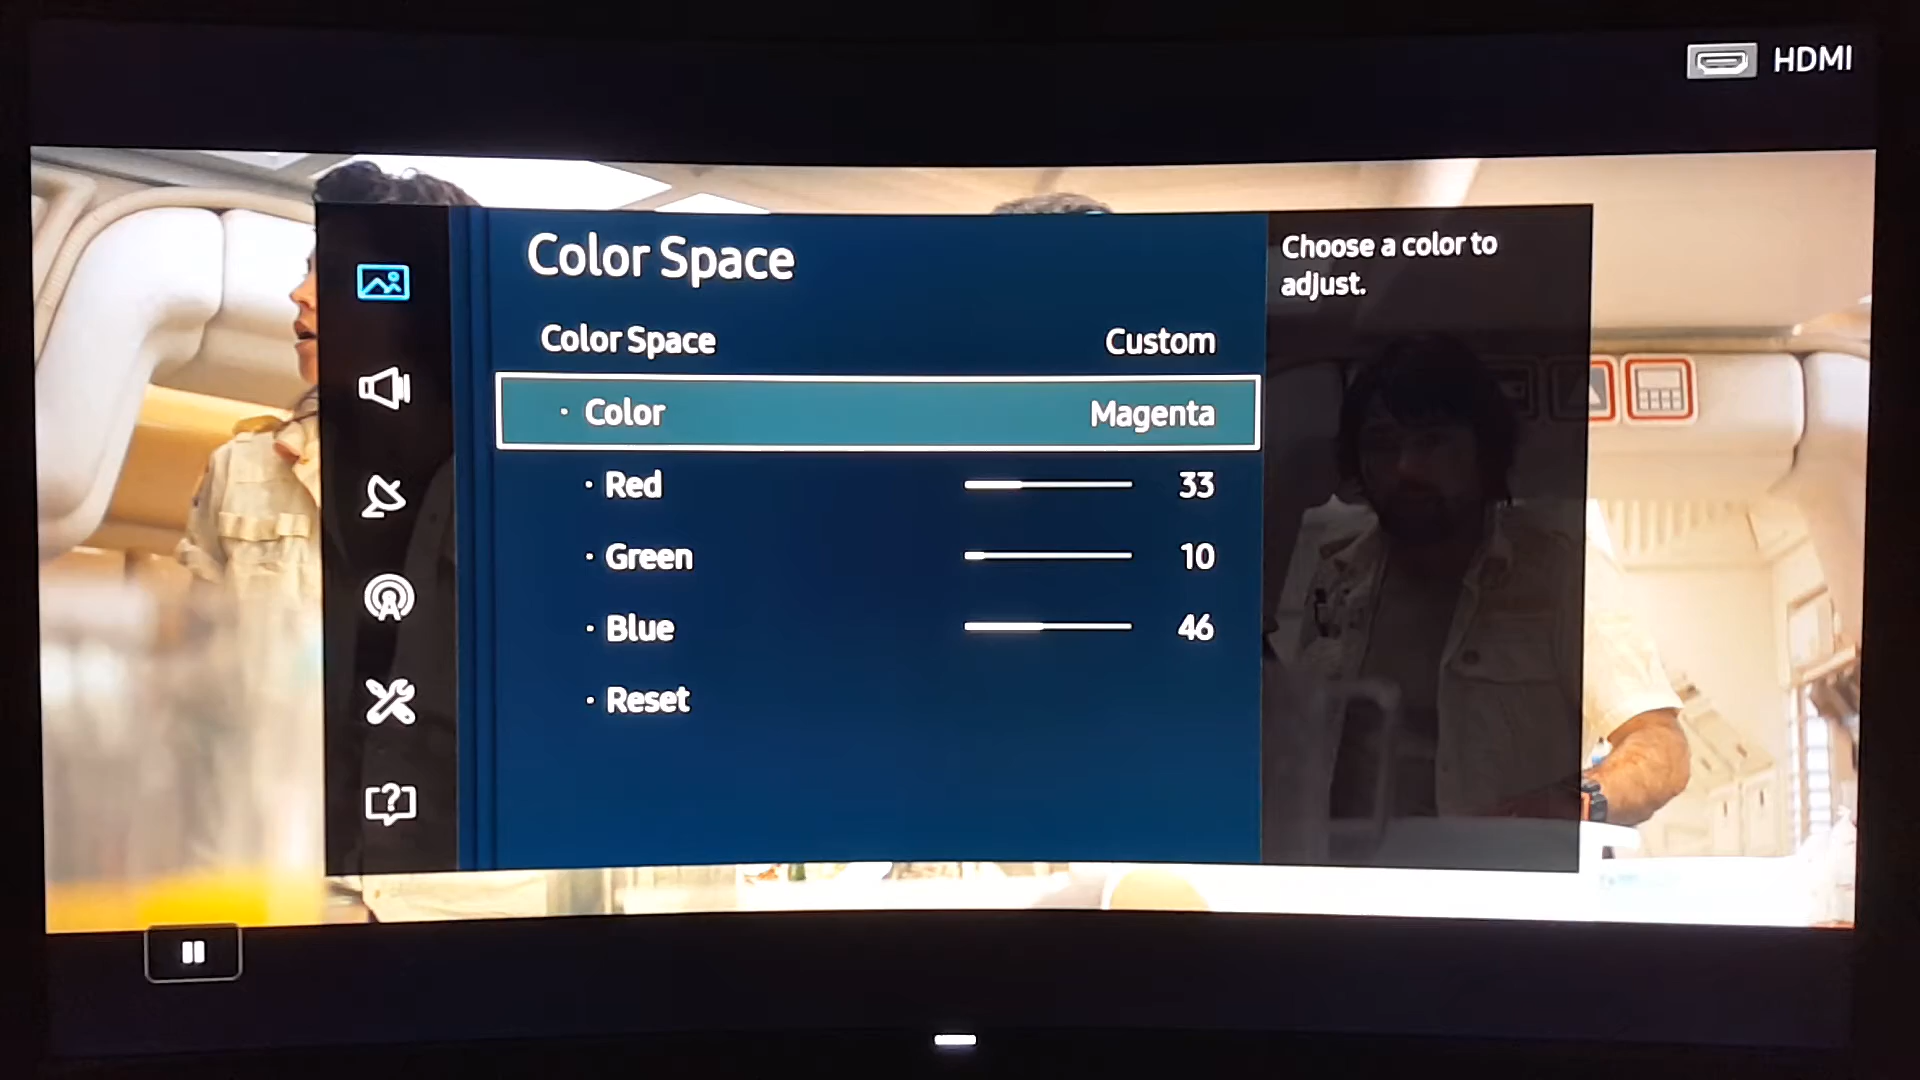 HDMI
Color Space
Choose a color to
adjust.
Color Space Custom
· Color Magenta
· Red 33
· Green 10
· Blue 46
· Reset